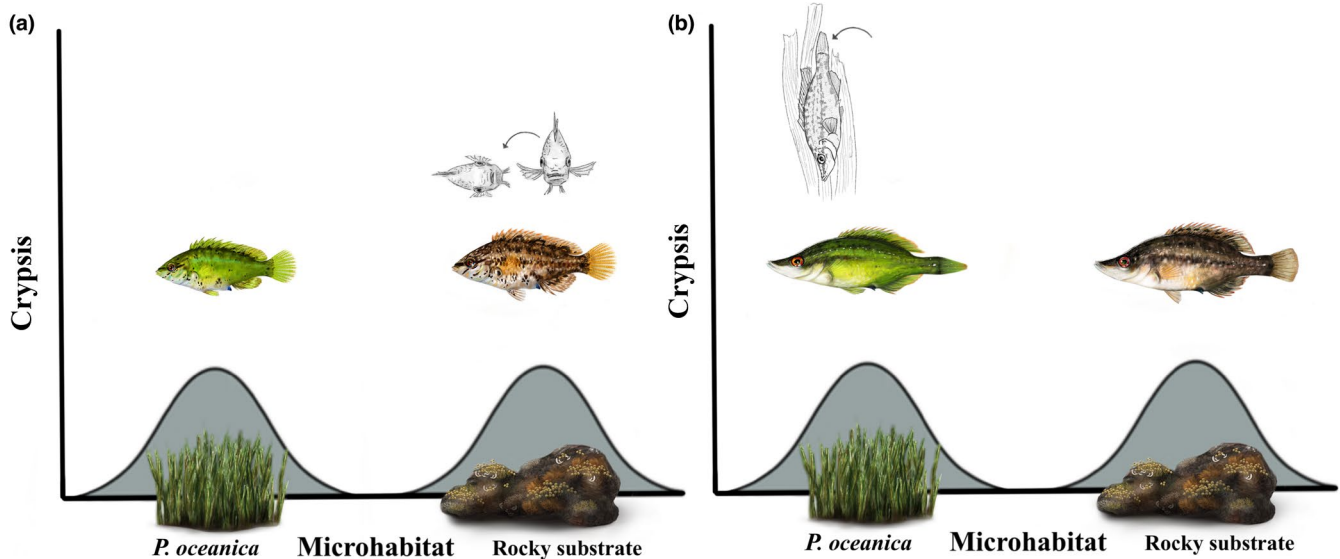 (a)
Crypsis
P. oceanica
Microhabitat
Rocky substrate
(b)
Crypsis
P. oceanica
Microhabitat
Rocky substrate